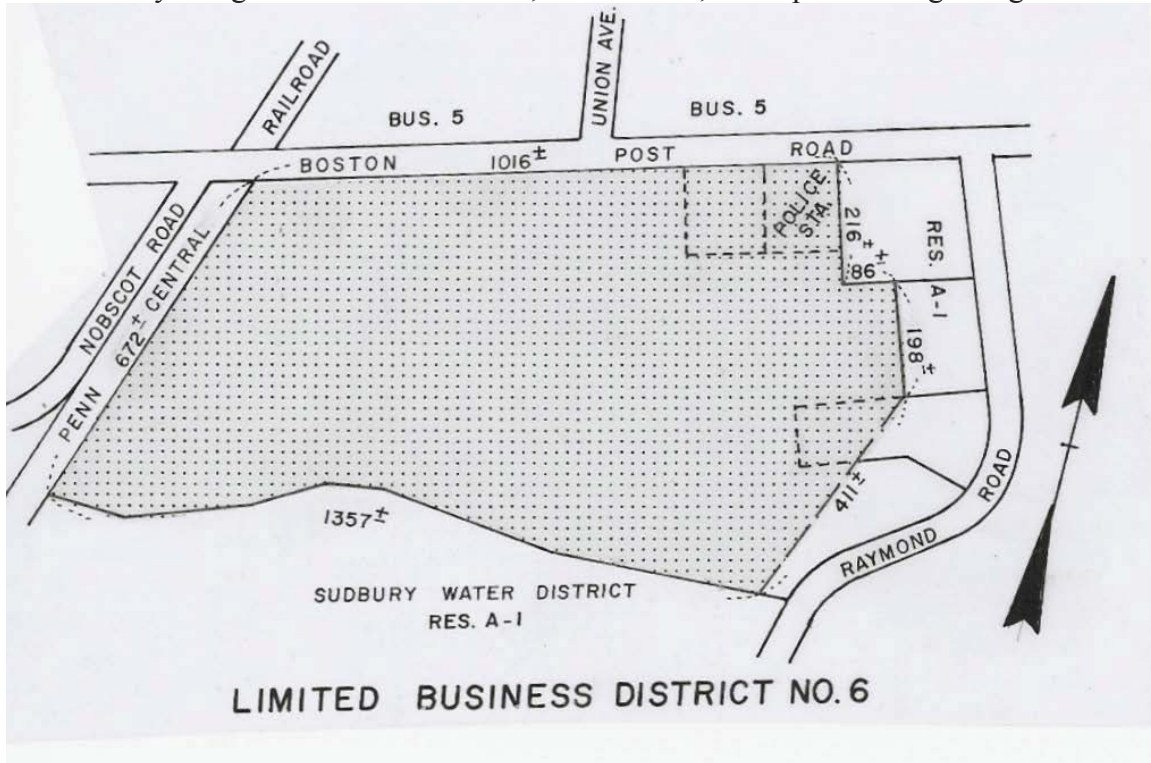 RAILROAD
UNION AVE.
BUS. 5
BUS. 5
BOSTON 1016± POST ROAD
POLICE
STA.
216±
86±
RES. A-1
198±
NOBSCOT ROAD
PENN CENTRAL
672±
411±
1357±
RAYMOND ROAD
SUDBURY WATER DISTRICT
RES. A-1
LIMITED BUSINESS DISTRICT NO. 6